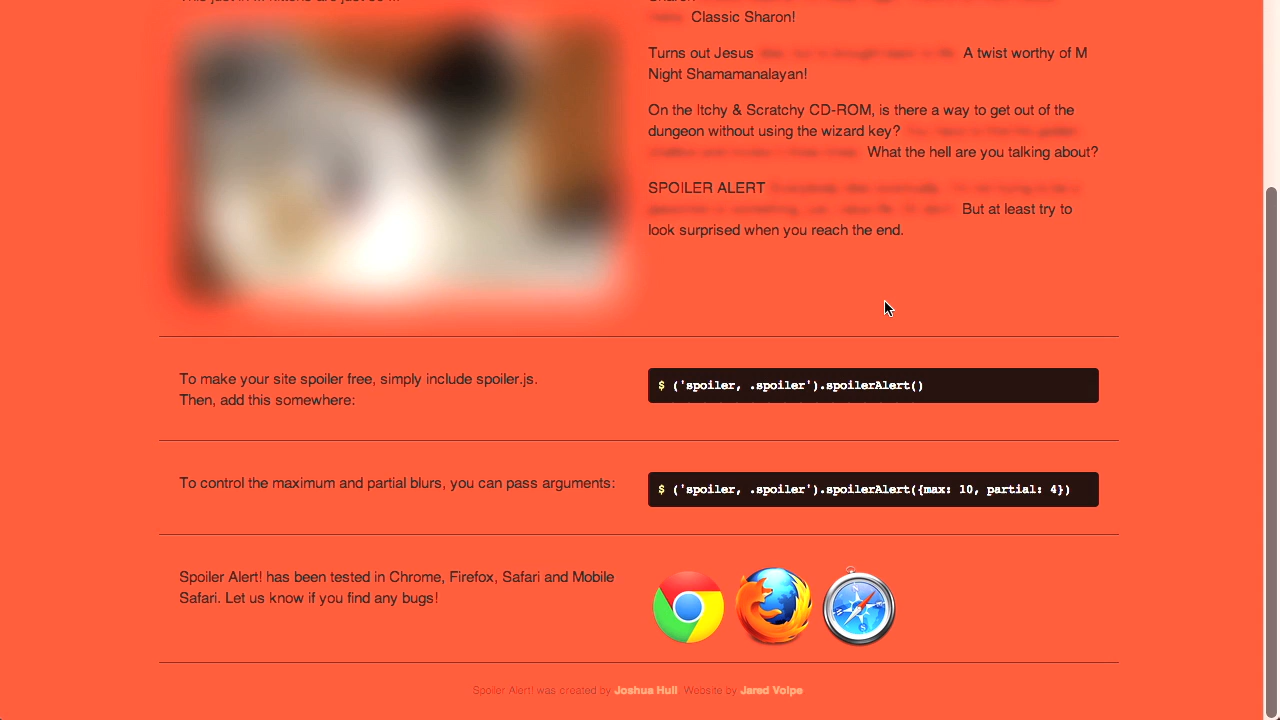 Classic Sharon!
Turns out Jesus A twist worthy of M
Night Shamamanalayan!
On the Itchy & Scratchy CD-ROM, is there a way to get out of the
dungeon without using the wizard key?
What the hell are you talking about?
SPOILER ALERT
But at least try to
look surprised when you reach the end.
To make your site spoiler free, simply include spoiler.js.
Then, add this somewhere:
$ ('spoiler, .spoiler').spoilerAlert()
To control the maximum and partial blurs, you can pass arguments:
$ ('spoiler, .spoiler').spoilerAlert({max: 10, partial: 4})
Spoiler Alert! has been tested in Chrome, Firefox, Safari and Mobile
Safari. Let us know if you find any bugs!
Spoiler Alert! was created by Joshua Hull. Website by Jared Volpe